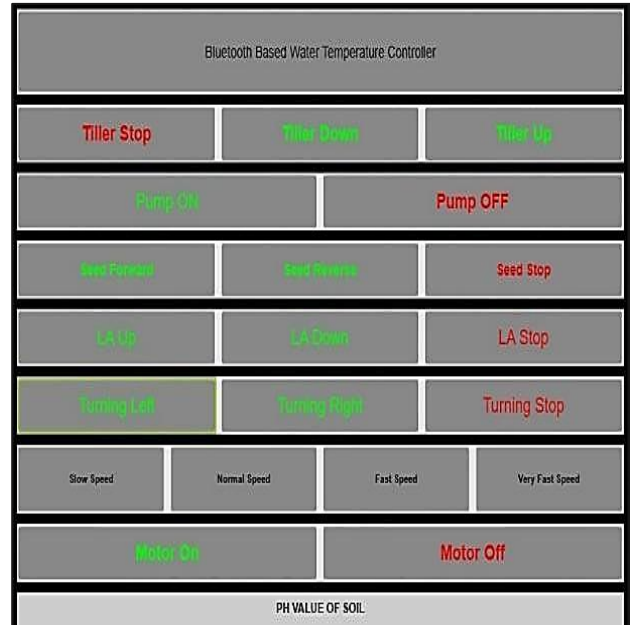 Bluetooth Based Water Temperature Controller
Tiller Stop Tiller Down Tiller Up
Pump ON Pump OFF
Seed Forward Seed Reverse Seed Stop
LA Up LA Down LA Stop
Turning Left Turning Right Turning Stop
Slow Speed Normal Speed Fast Speed Very Fast Speed
Motor On Motor Off
PH VALUE OF SOIL